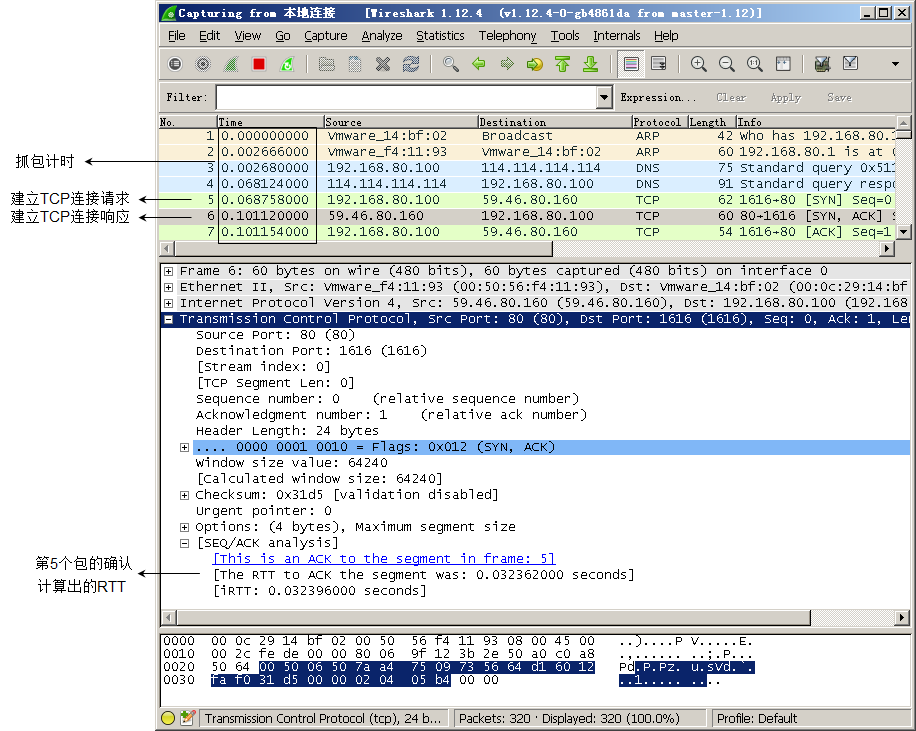 Capturing from 本地连接 [Wireshark 1.12.4 (v1.12.4-0-gb4861da from master-1.12)]
File Edit View Go Capture Analyze Statistics Telephony Tools Internals Help
Filter: Expression... Clear Apply Save
No. Time Source Destination Protocol Length Info
1 0.000000000 Vmware_14:bf:02 Broadcast ARP 42 who has 192.168.80.1
2 0.002666000 Vmware_f4:11:93 Vmware_14:bf:02 ARP 60 192.168.80.1 is at 0
抓包计时
3 0.002680000 192.168.80.100 114.114.114.114 DNS 75 Standard query 0x511
4 0.068124000 114.114.114.114 192.168.80.100 DNS 91 Standard query respo
建立TCP连接请求
5 0.068758000 192.168.80.100 59.46.80.160 TCP 62 1616→80 [SYN] Seq=0
建立TCP连接响应
6 0.101120000 59.46.80.160 192.168.80.100 TCP 60 80→1616 [SYN, ACK] S
7 0.101154000 192.168.80.100 59.46.80.160 TCP 54 1616→80 [ACK] Seq=1
Frame 6: 60 bytes on wire (480 bits), 60 bytes captured (480 bits) on interface 0
Ethernet II, Src: Vmware_f4:11:93 (00:50:56:f4:11:93), Dst: Vmware_14:bf:02 (00:0c:29:14:bf
Internet Protocol Version 4, Src: 59.46.80.160 (59.46.80.160), Dst: 192.168.80.100 (192.168
Transmission Control Protocol, Src Port: 80 (80), Dst Port: 1616 (1616), Seq: 0, Ack: 1, Le
Source Port: 80 (80)
Destination Port: 1616 (1616)
[Stream index: 0]
[TCP Segment Len: 0]
Sequence number: 0 (relative sequence number)
Acknowledgment number: 1 (relative ack number)
Header Length: 24 bytes
.... 0000 0001 0010 = Flags: 0x012 (SYN, ACK)
Window size value: 64240
[Calculated window size: 64240]
Checksum: 0x31d5 [validation disabled]
Urgent pointer: 0
Options: (4 bytes), Maximum segment size
[SEQ/ACK analysis]
[This is an ACK to the segment in frame: 5]
第5个包的确认
计算出的RTT
[The RTT to ACK the segment was: 0.032362000 seconds]
[iRTT: 0.032396000 seconds]
0000 00 0c 29 14 bf 02 00 50 56 f4 11 93 08 00 45 00 ..)....P V.....E.
0010 00 2c fe de 00 00 80 06 9f 12 3b 2e 50 a0 c0 a8 .,...... ..;.P...
0020 50 64 00 50 06 50 7a a4 75 09 73 56 64 d1 60 12 Pd.P.Pz. u.sVd.`.
0030 fa f0 31 d5 00 00 02 04 05 b4 00 00 ..1..... ....
Transmission Control Protocol (tcp), 24 b... Packets: 320 · Displayed: 320 (100.0%) Profile: Default